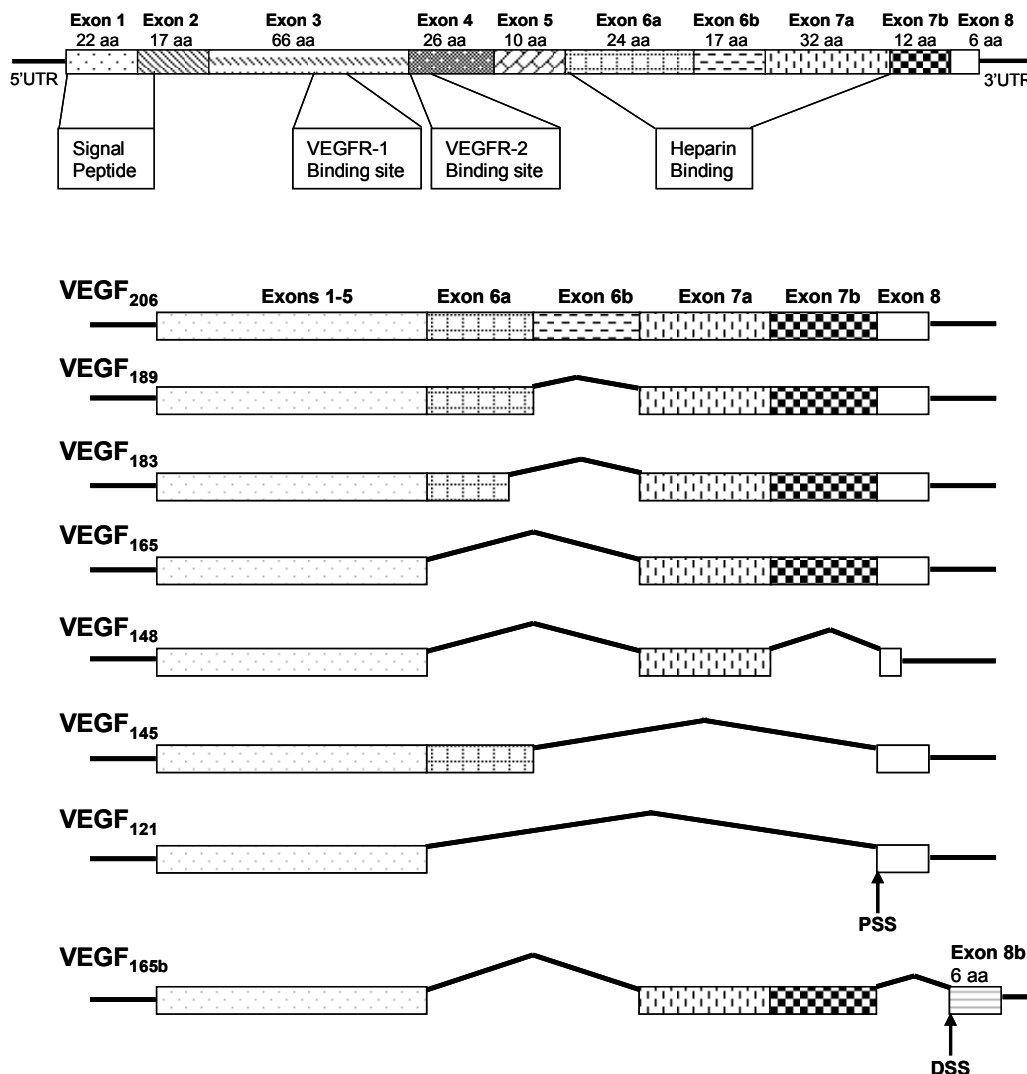 Exon 1 Exon 2 Exon 3 Exon 4 Exon 5 Exon 6a Exon 6b Exon 7a Exon 7b Exon 8
22 aa 17 aa 66 aa 26 aa 10 aa 24 aa 17 aa 32 aa 12 aa 6 aa
5'UTR 3'UTR
Signal
Peptide
VEGFR-1
Binding site
VEGFR-2
Binding site
Heparin
Binding
VEGF206
Exons 1-5 Exon 6a Exon 6b Exon 7a Exon 7b Exon 8
VEGF189
VEGF183
VEGF165
VEGF148
VEGF145
VEGF121
PSS
VEGF165b
Exon 8b
6 aa
DSS